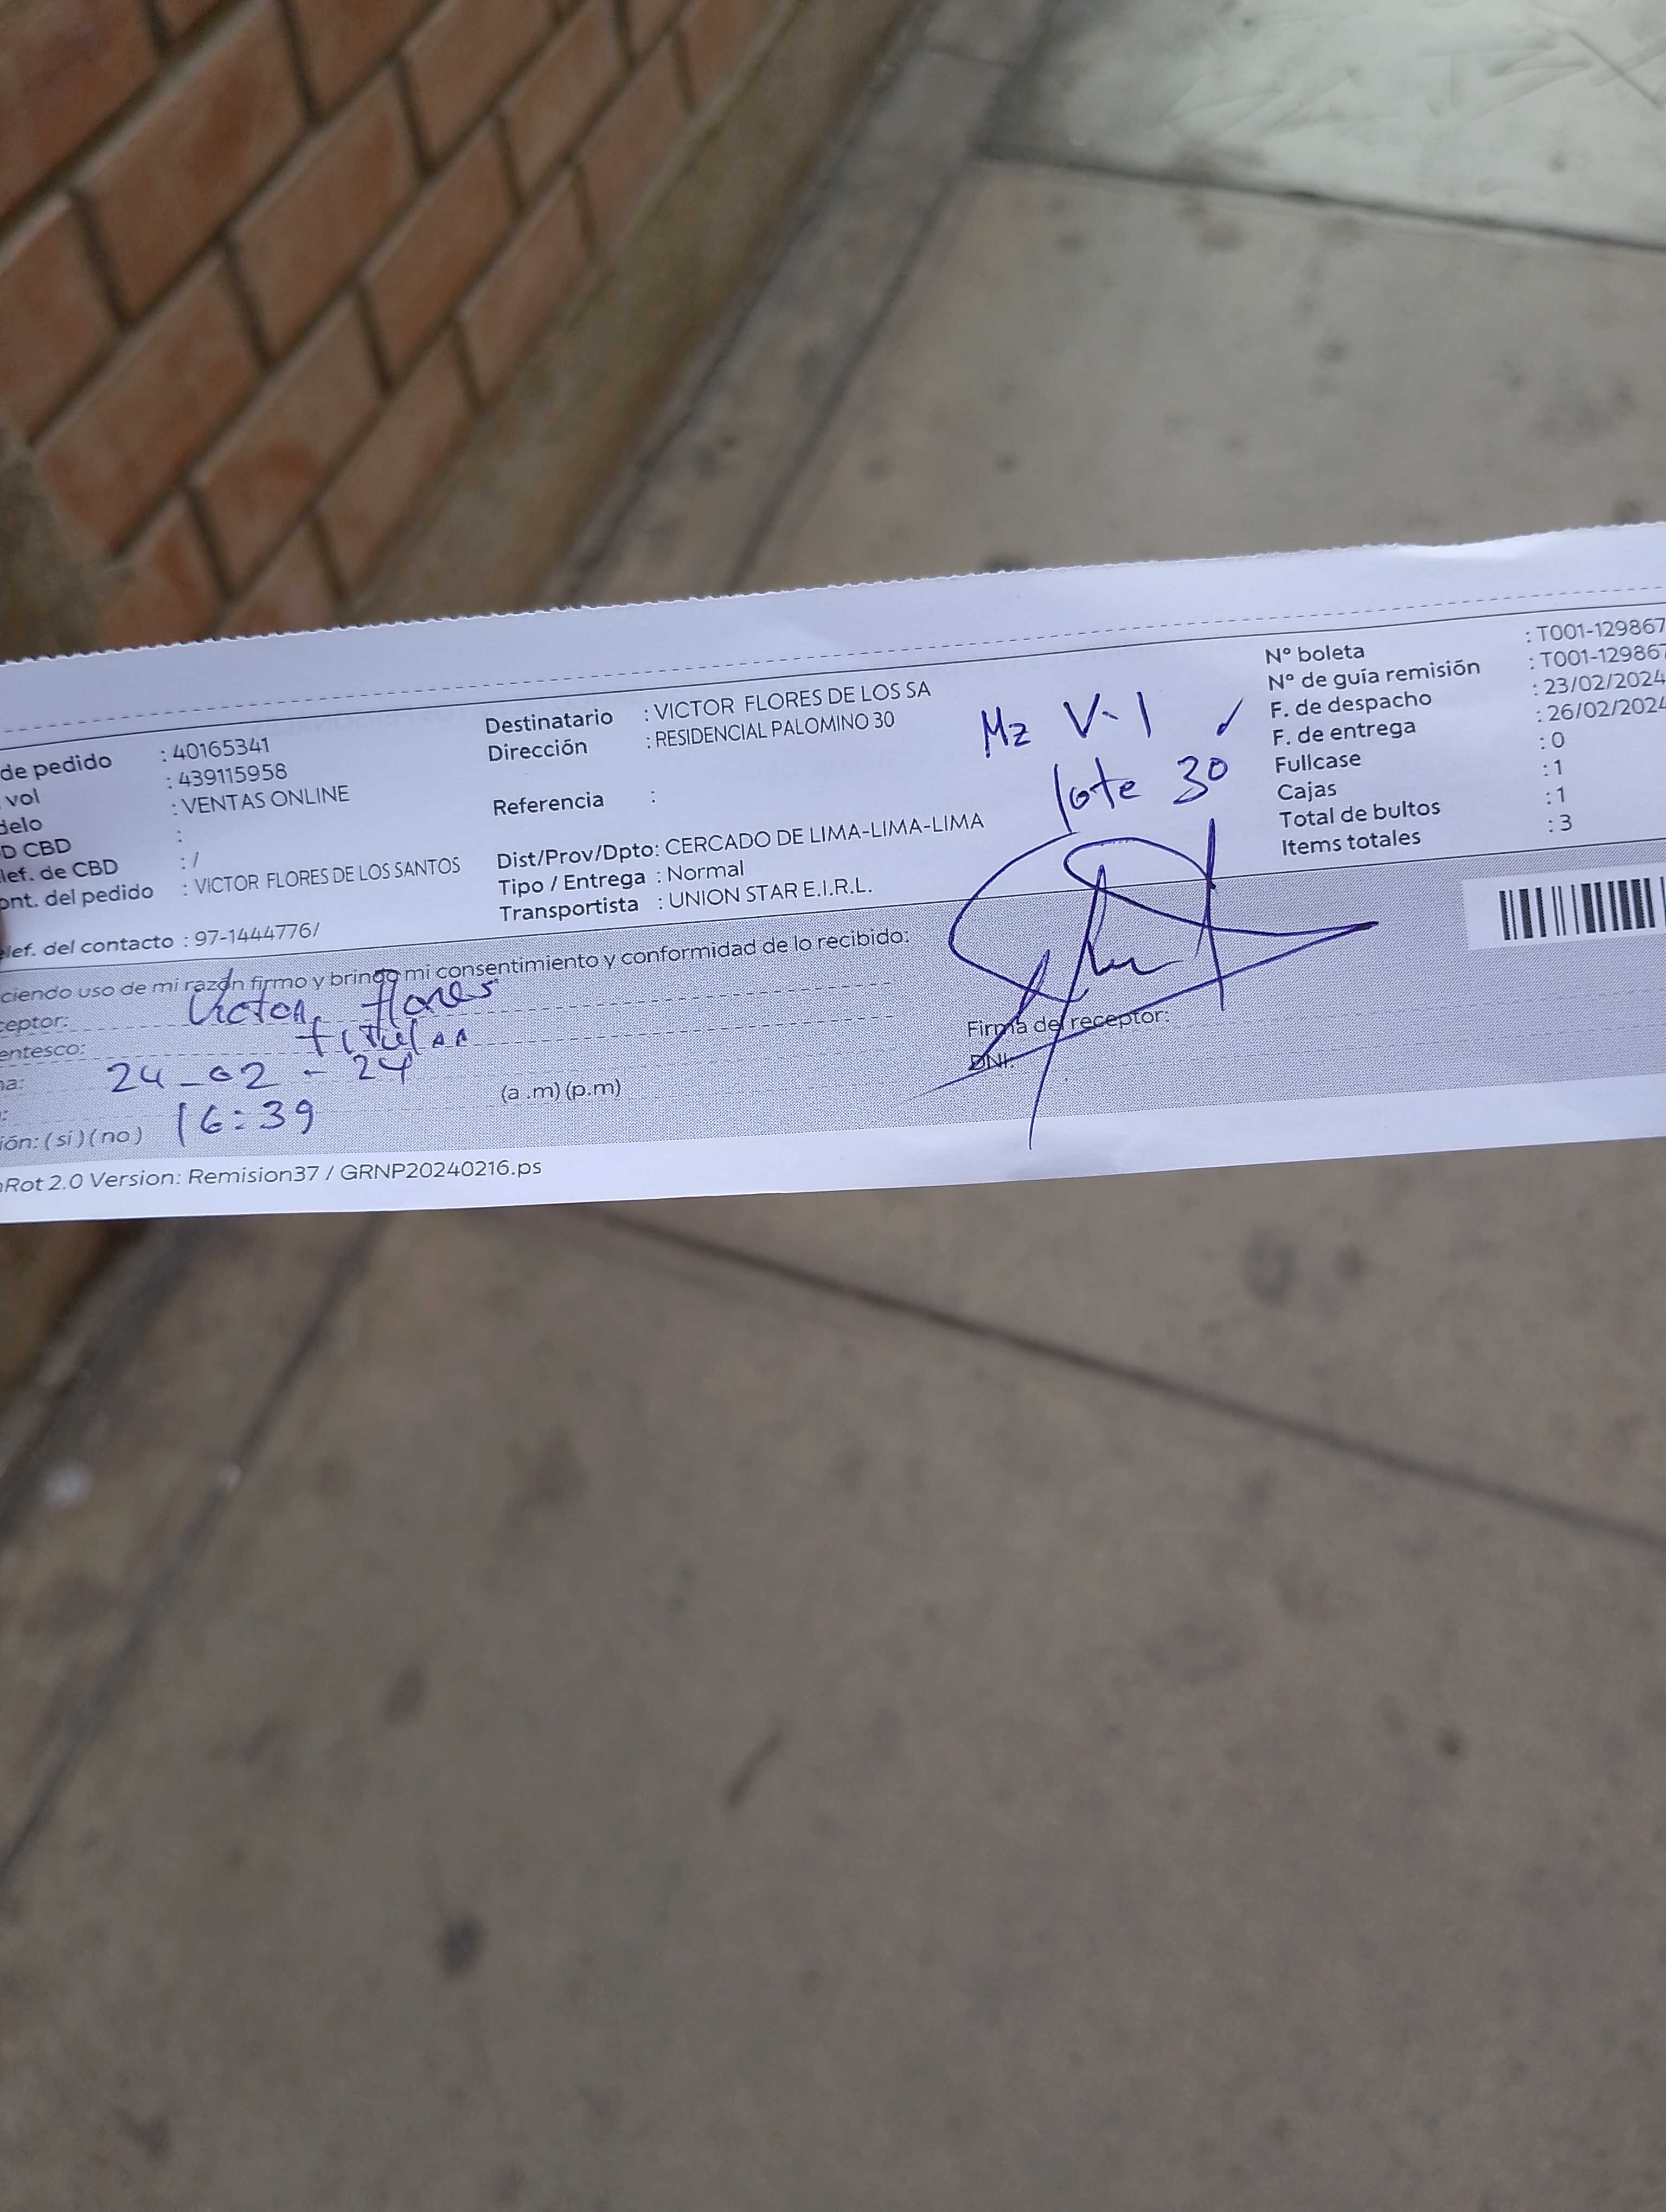 de pedido : 40165341
vol : 439115958
delo : VENTAS ONLINE
D CBD :
lef. de CBD : /
ont. del pedido : VICTOR FLORES DE LOS SANTOS
lef. del contacto : 97-1444776/
Destinatario : VICTOR FLORES DE LOS SA
Dirección : RESIDENCIAL PALOMINO 30
Referencia :
Dist/Prov/Dpto: CERCADO DE LIMA-LIMA-LIMA
Tipo / Entrega : Normal
Transportista : UNION STAR E.I.R.L.
Mz V-1
lote 30
N° boleta : T001-129867
N° de guía remisión : T001-129867
F. de despacho : 23/02/2024
F. de entrega : 26/02/2024
Fullcase : 0
Cajas : 1
Total de bultos : 1
Items totales : 3
ciendo uso de mi razón firmo y bringo mi consentimiento y conformidad de lo recibido:
ceptor: Victor Flores
entesco: titular
na: 24-02-24
: 16:39 (a .m) (p.m)
ión: (si) (no)
Firma del receptor:
DNI:
Rot 2.0 Version: Remision37 / GRNP20240216.ps